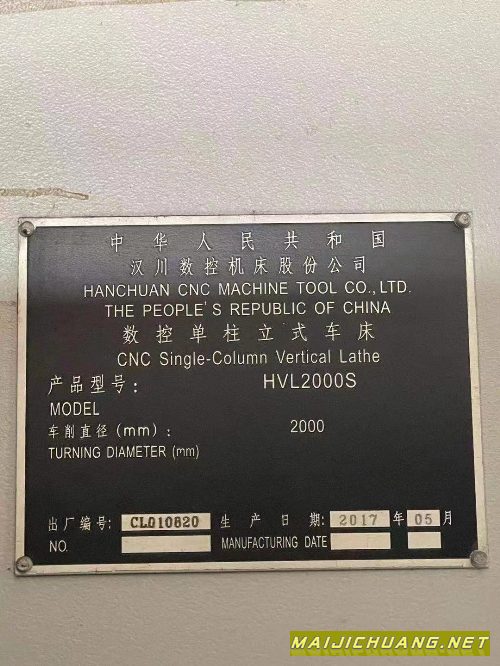 中华人民共和国
汉川数控机床股份公司
HANCHUAN CNC MACHINE TOOL CO.,LTD.
THE PEOPLE'S REPUBLIC OF CHINA
数控单柱立式车床
CNC Single-Column Vertical Lathe
产品型号: HVL2000S
MODEL
车削直径(mm): 2000
TURNING DIAMETER (mm)
出厂编号: CL010820 生产日期: 2017 年 05 月
NO. MANUFACTURING DATE
MAIJICHUANG.NET